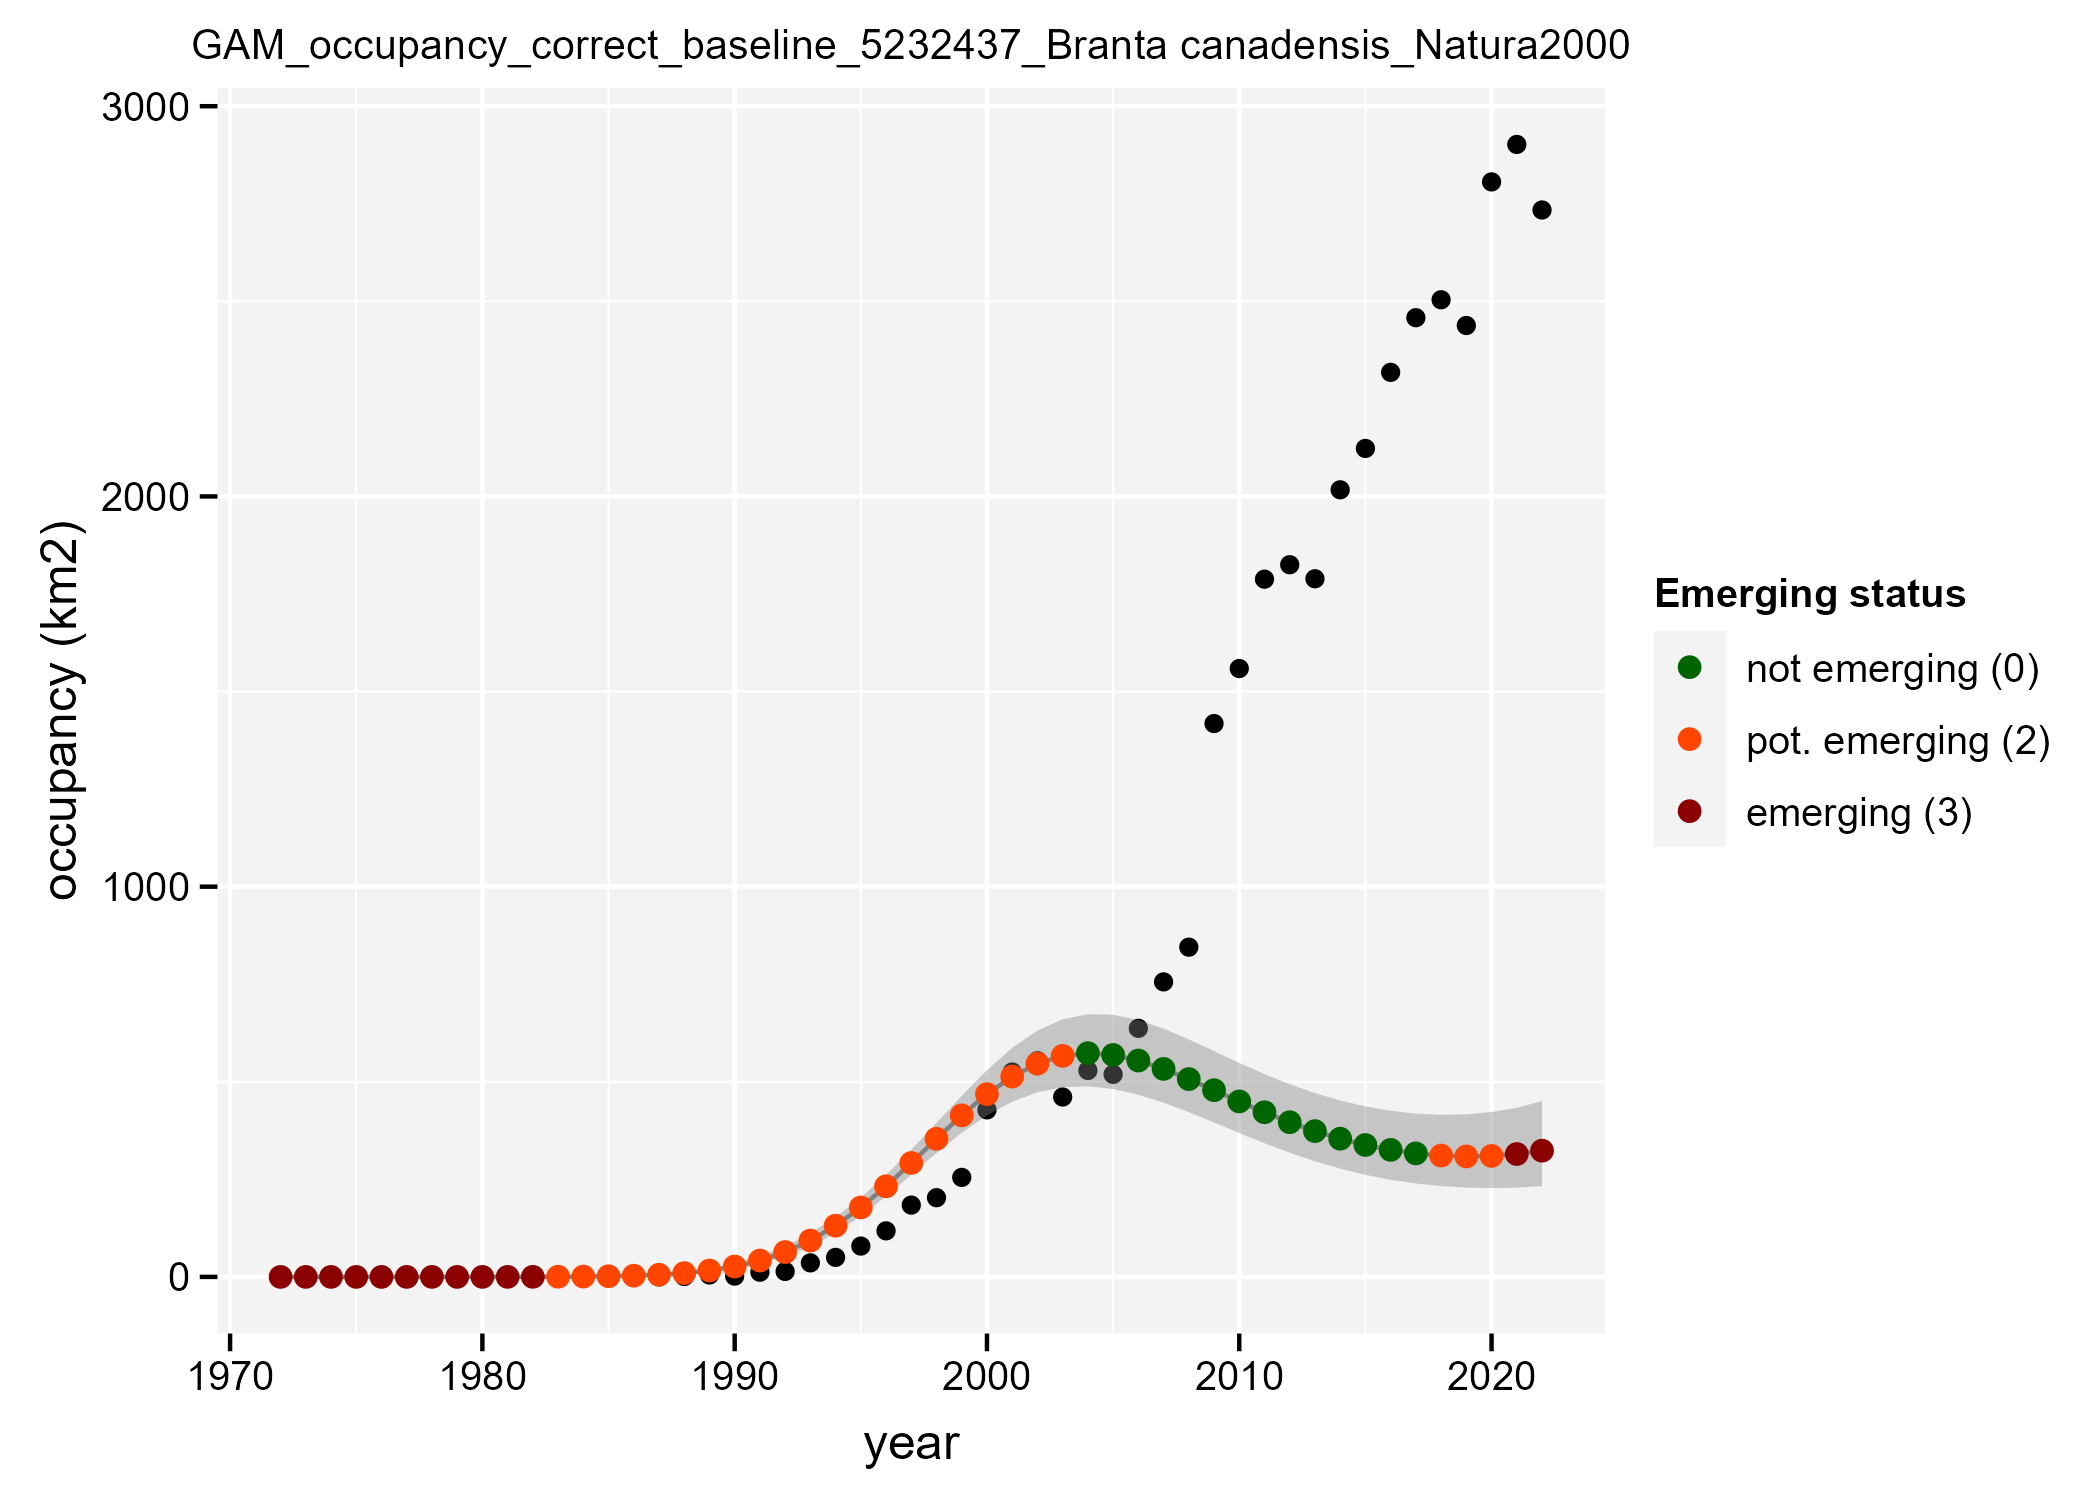 GAM_occupancy_correct_baseline_5232437_Branta canadensis_Natura2000
3000
2000
1000
0
occupancy (km2)
1970 1980 1990 2000 2010 2020
year
Emerging status
not emerging (0)
pot. emerging (2)
emerging (3)